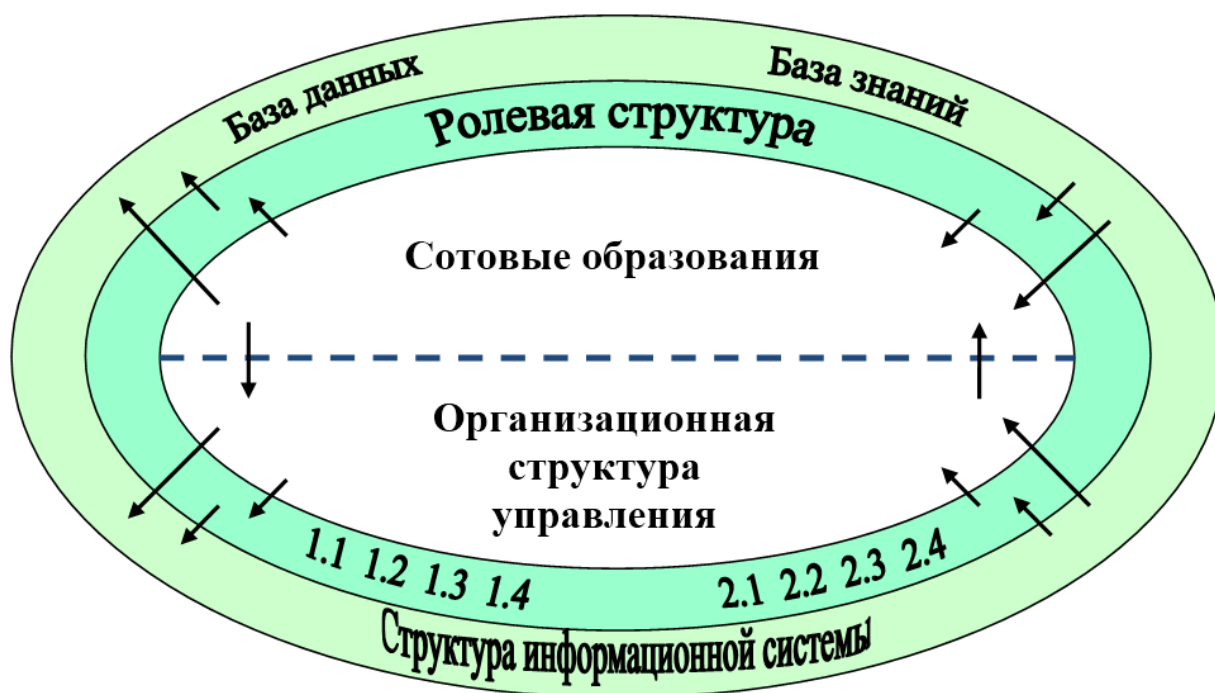 База данных
База знаний
Ролевая структура
Сотовые образования
Организационная
структура
управления
1.1 1.2 1.3 1.4
2.1 2.2 2.3 2.4
Структура информационной системы